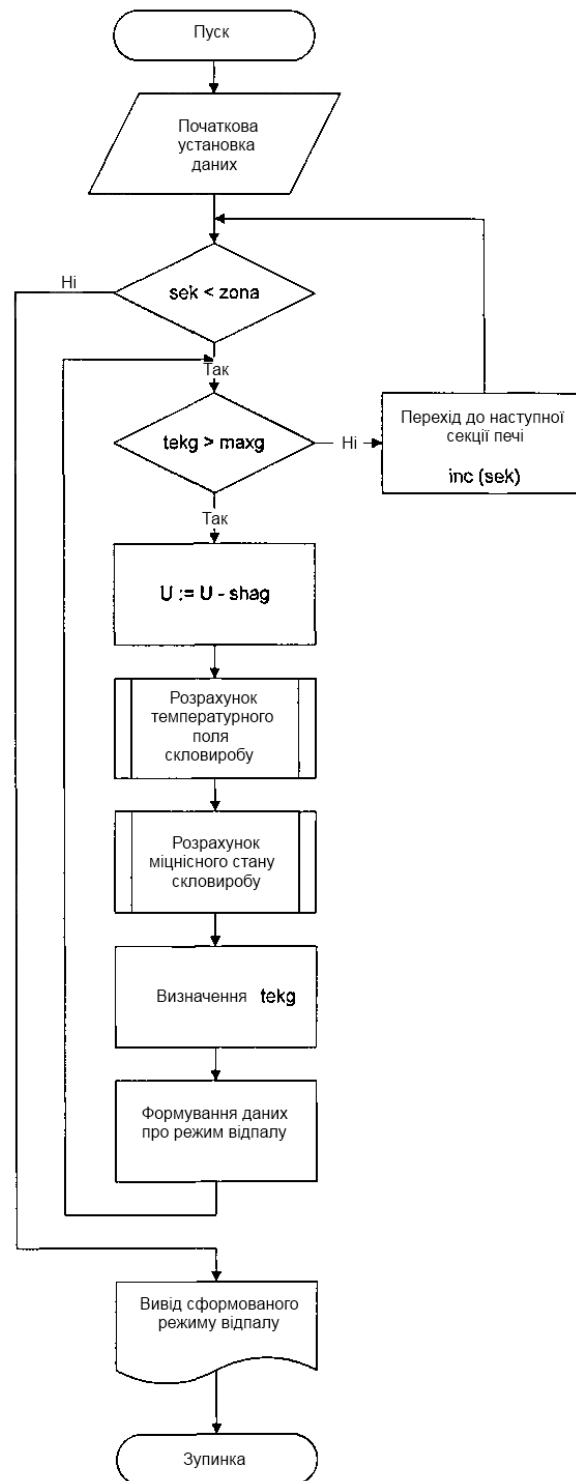 Пуск
Початкова
установка
даних
Ні
sek < zona
Так
tekg > maxg
Ні
Перехід до наступної
секції печі
inc (sek)
Так
U := U - shag
Розрахунок
температурного
поля
скловиробу
Розрахунок
міцнісного стану
скловиробу
Визначення tekg
Формування даних
про режим відпалу
Вивід сформованого
режиму відпалу
Зупинка